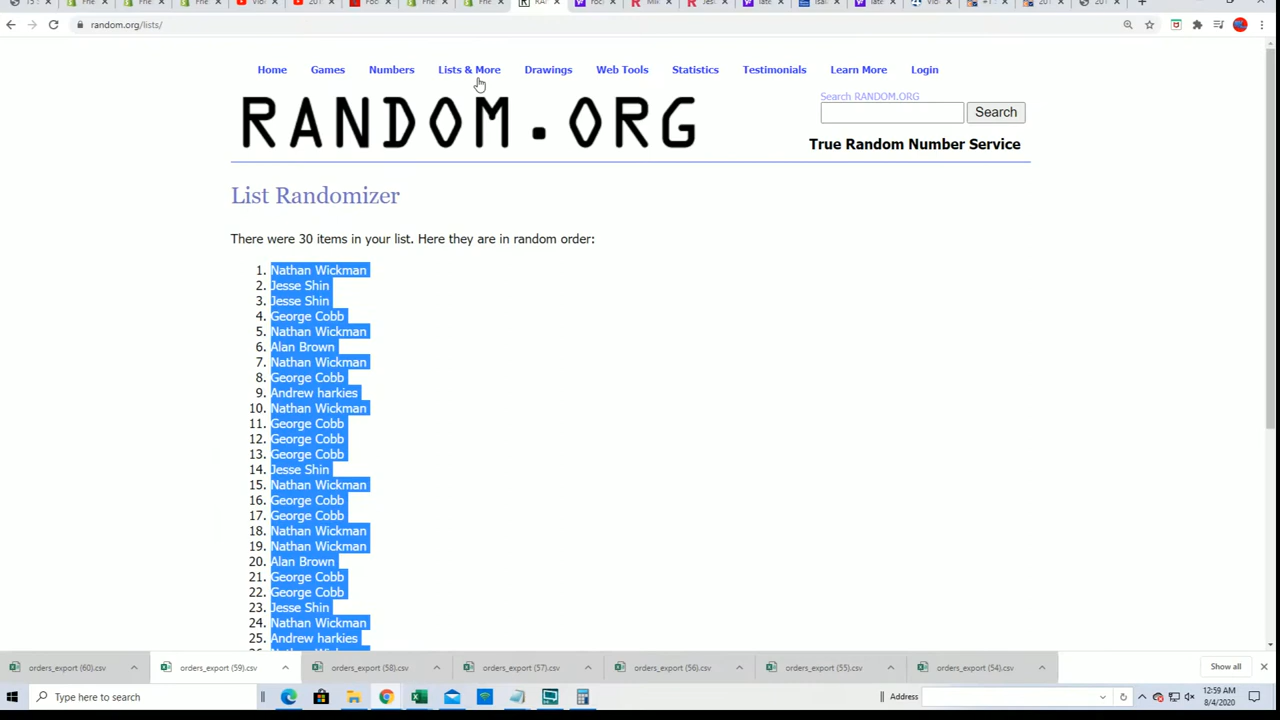 random.org/lists/
Home Games Numbers Lists & More Drawings Web Tools Statistics Testimonials Learn More Login
Search RANDOM.ORG
RANDOM.ORG
Search
True Random Number Service
List Randomizer
There were 30 items in your list. Here they are in random order:
1. Nathan Wickman
2. Jesse Shin
3. Jesse Shin
4. George Cobb
5. Nathan Wickman
6. Alan Brown
7. Nathan Wickman
8. George Cobb
9. Andrew harkies
10. Nathan Wickman
11. George Cobb
12. George Cobb
13. George Cobb
14. Jesse Shin
15. Nathan Wickman
16. George Cobb
17. George Cobb
18. Nathan Wickman
19. Nathan Wickman
20. Alan Brown
21. George Cobb
22. George Cobb
23. Jesse Shin
24. Nathan Wickman
25. Andrew harkies
orders_export (60).csv orders_export (59).csv orders_export (58).csv orders_export (57).csv orders_export (56).csv orders_export (55).csv orders_export (54).csv Show all
Type here to search Address 12:59 AM
8/4/2020